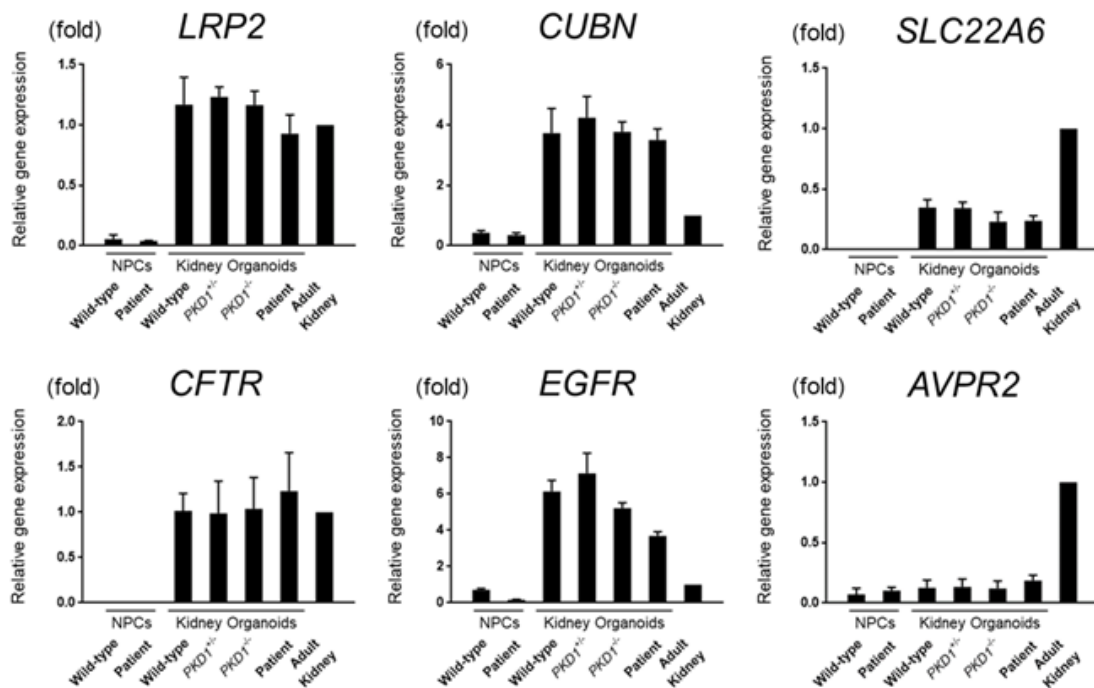 (fold) LRP2
Relative gene expression
1.5
1.0
0.5
0.0
NPCs Kidney Organoids
Wild-type Patient Wild-type PKD1+/- PKD1-/- Patient Adult Kidney
(fold) CUBN
Relative gene expression
6
4
2
0
NPCs Kidney Organoids
Wild-type Patient Wild-type PKD1+/- PKD1-/- Patient Adult Kidney
(fold) SLC22A6
Relative gene expression
1.5
1.0
0.5
0.0
NPCs Kidney Organoids
Wild-type Patient Wild-type PKD1+/- PKD1-/- Patient Adult Kidney
(fold) CFTR
Relative gene expression
2.0
1.5
1.0
0.5
0.0
NPCs Kidney Organoids
Wild-type Patient Wild-type PKD1+/- PKD1-/- Patient Adult Kidney
(fold) EGFR
Relative gene expression
10
8
6
4
2
0
NPCs Kidney Organoids
Wild-type Patient Wild-type PKD1+/- PKD1-/- Patient Adult Kidney
(fold) AVPR2
Relative gene expression
1.5
1.0
0.5
0.0
NPCs Kidney Organoids
Wild-type Patient Wild-type PKD1+/- PKD1-/- Patient Adult Kidney